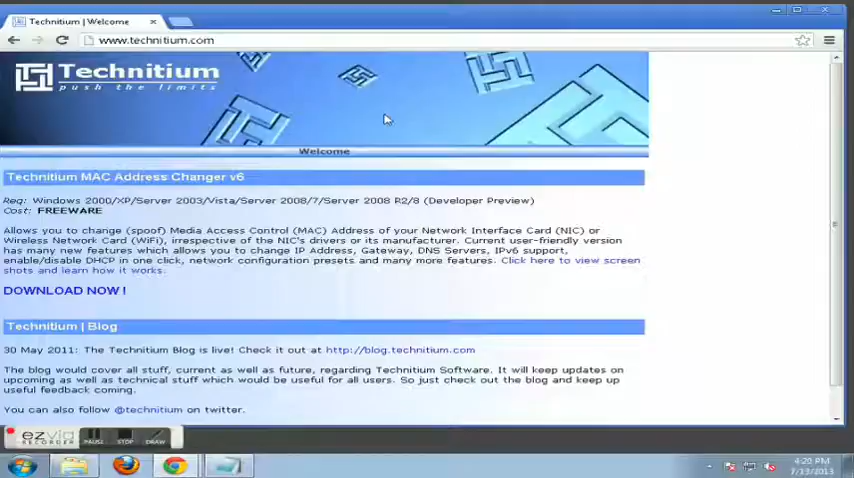 Technitium | Welcome
www.technitium.com
Technitium
push the limits
Welcome
Technitium MAC Address Changer v6
Req: Windows 2000/XP/Server 2003/Vista/Server 2008/7/Server 2008 R2/8 (Developer Preview)
Cost: FREEWARE
Allows you to change (spoof) Media Access Control (MAC) Address of your Network Interface Card (NIC) or
Wireless Network Card (WiFi), irrespective of the NIC's drivers or its manufacturer. Current user-friendly version
has many new features which allows you to change IP Address, Gateway, DNS Servers, IPv6 support,
enable/disable DHCP in one click, network configuration presets and many more features. Click here to view screen
shots and learn how it works.
DOWNLOAD NOW !
Technitium | Blog
30 May 2011: The Technitium Blog is live! Check it out at http://blog.technitium.com
The blog would cover all stuff, current as well as future, regarding Technitium Software. It will keep updates on
upcoming as well as technical stuff which would be useful for all users. So just check out the blog and keep up
useful feedback coming.
You can also follow @technitium on twitter.
ezvid
RECORDER
PAUSE
STOP
DRAW
4:20 PM
7/13/2013